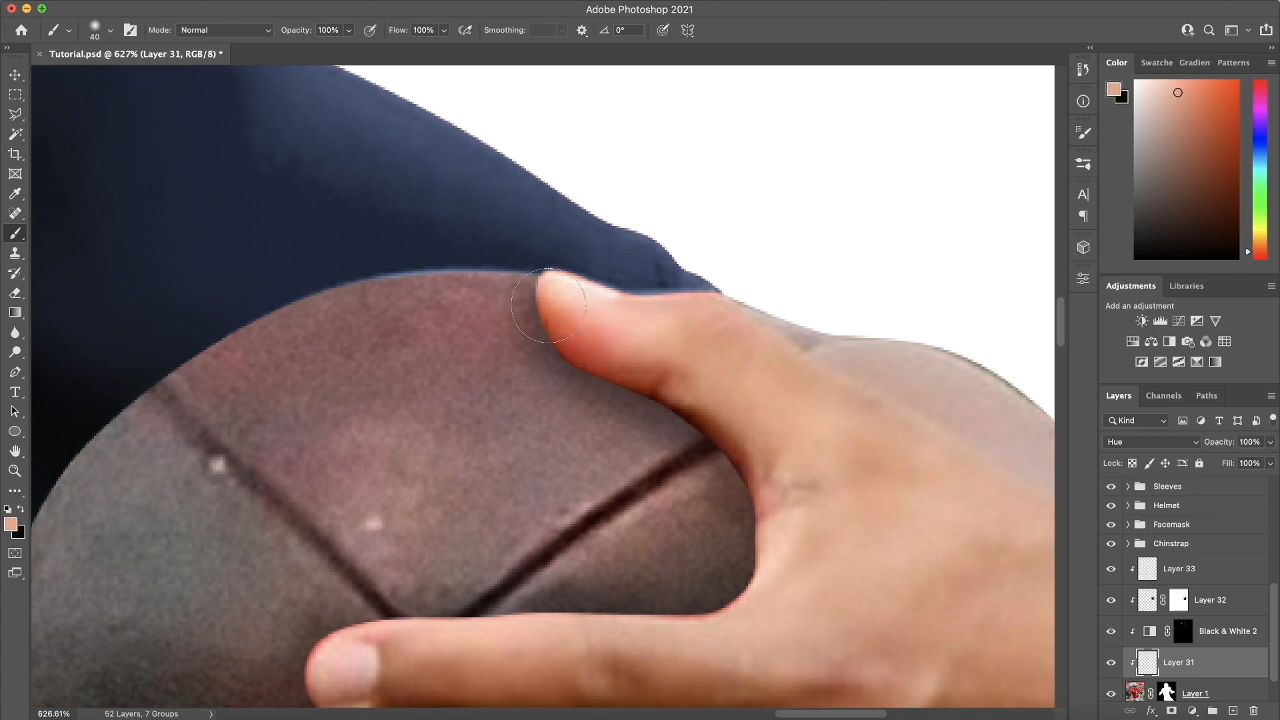 Adobe Photoshop 2021
40
Mode: Normal
Opacity: 100%
Flow: 100%
Smoothing:
0°
Tutorial.psd @ 627% (Layer 31, RGB/8) *
Color Swatche Gradien Patterns
Adjustments Libraries
Add an adjustment
Layers Channels Paths
Kind
Hue Opacity: 100%
Lock: Fill: 100%
Sleeves
Helmet
Facemask
Chinstrap
Layer 33
Layer 32
Black & White 2
Layer 31
Layer 1
626.61% 52 Layers, 7 Groups